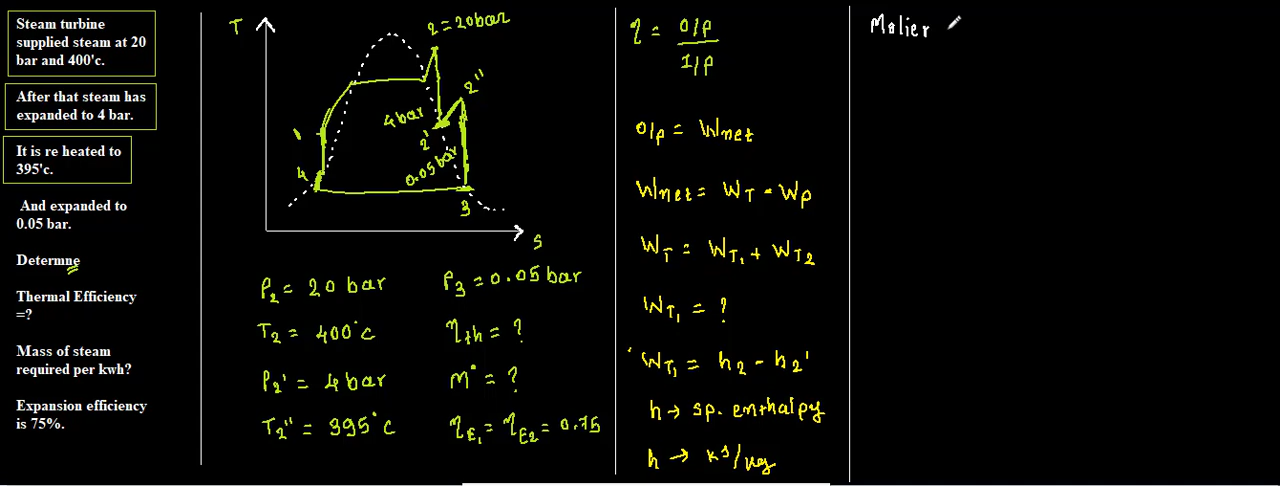 Steam turbine
supplied steam at 20
bar and 400'c.
After that steam has
expanded to 4 bar.
It is re heated to
395'c.
And expanded to
0.05 bar.
Determne
Thermal Efficiency
=?
Mass of steam
required per kwh?
Expansion efficiency
is 75%.
T
2 = 20bar
2"
4bar
2'
1
0.05bar
4
3
S
P2 = 20 bar
T2 = 400°C
P2' = 4bar
T2" = 395°C
P3 = 0.05 bar
ηth = ?
m° = ?
ηE1 = ηE2 = 0.75
η = O/P
I/P
O/P = Wnet
Wnet = WT - WP
WT = WT1 + WT2
WT1 = ?
WT1 = h2 - h2'
h → sp. enthalpy
h → kJ/kg
Molier